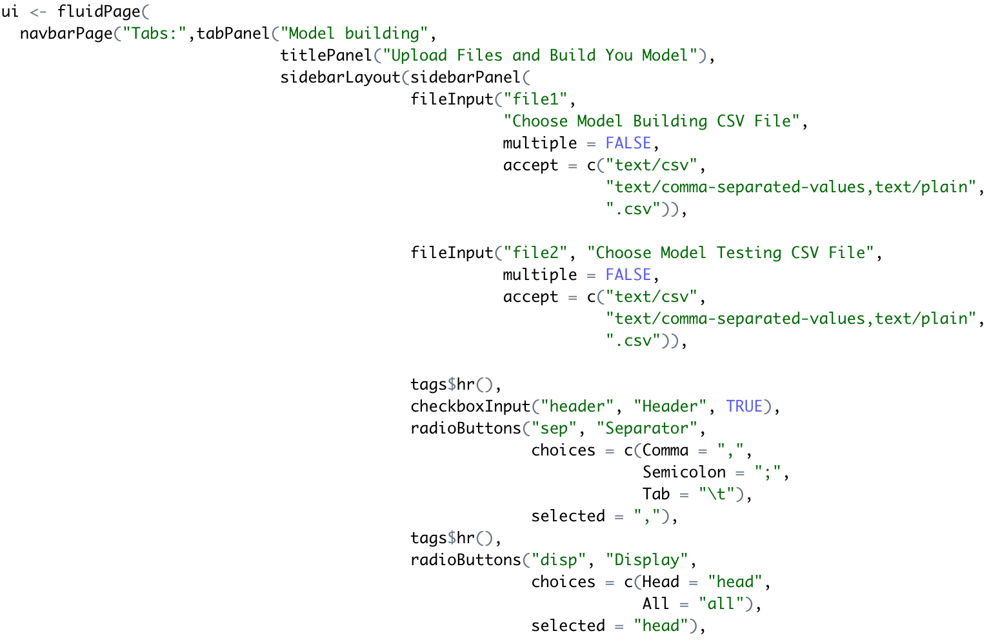 ui <- fluidPage(
  navbarPage("Tabs:",tabPanel("Model building",
                              titlePanel("Upload Files and Build You Model"),
                              sidebarLayout(sidebarPanel(
                                            fileInput("file1",
                                                      "Choose Model Building CSV File",
                                                      multiple = FALSE,
                                                      accept = c("text/csv",
                                                                 "text/comma-separated-values,text/plain",
                                                                 ".csv")),
                                            fileInput("file2", "Choose Model Testing CSV File",
                                                      multiple = FALSE,
                                                      accept = c("text/csv",
                                                                 "text/comma-separated-values,text/plain",
                                                                 ".csv")),
                                            tags$hr(),
                                            checkboxInput("header", "Header", TRUE),
                                            radioButtons("sep", "Separator",
                                                         choices = c(Comma = ",",
                                                                     Semicolon = ";",
                                                                     Tab = "\t"),
                                                         selected = ","),
                                            tags$hr(),
                                            radioButtons("disp", "Display",
                                                         choices = c(Head = "head",
                                                                     All = "all"),
                                                         selected = "head"),